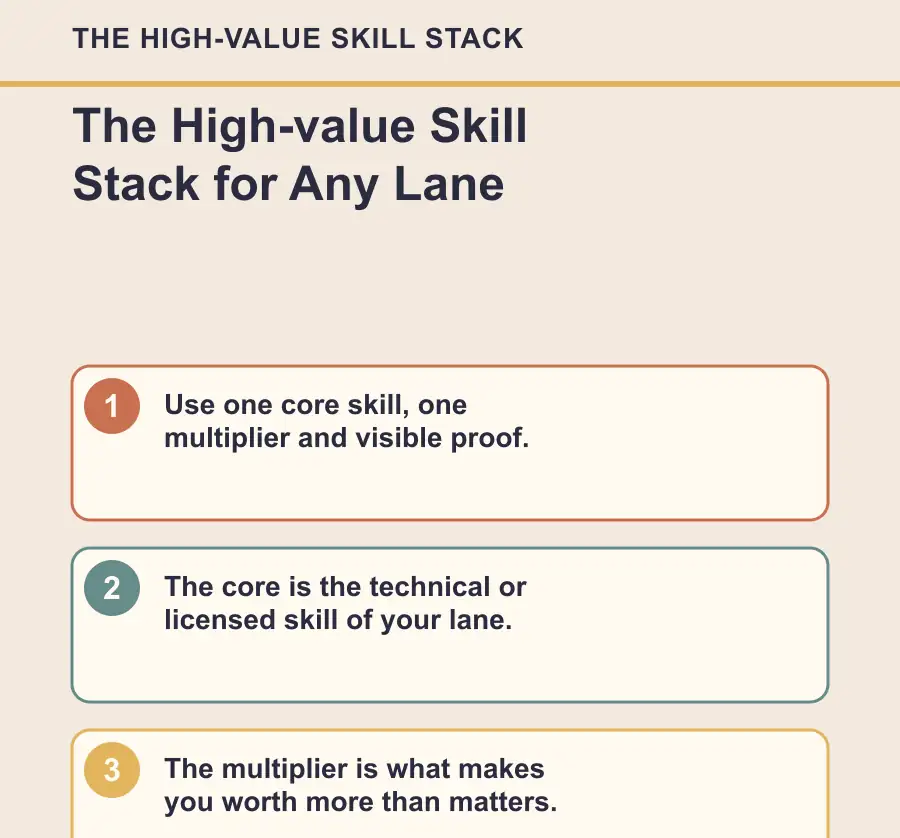 THE HIGH-VALUE SKILL STACK
The High-value Skill
Stack for Any Lane
1
Use one core skill, one
multiplier and visible proof.
2
The core is the technical or
licensed skill of your lane.
3
The multiplier is what makes
you worth more than matters.